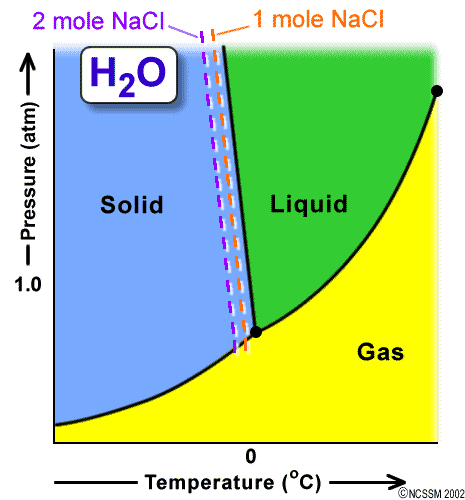 2 mole NaCl
1 mole NaCl
H₂O
Pressure (atm)
Solid
Liquid
1.0
Gas
0
Temperature (°C)
©NCSSM 2002